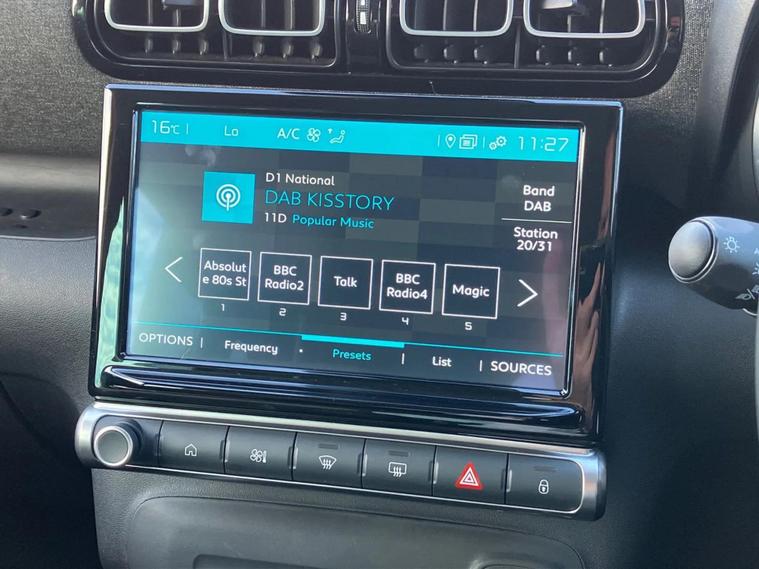 16°C Lo A/C 11:27
D1 National
DAB KISSTORY
11D Popular Music
Band
DAB
Station
20/31
Absolut
e 80s St
BBC
Radio2
Talk
BBC
Radio4
Magic
1 2 3 4 5
OPTIONS Frequency Presets List SOURCES